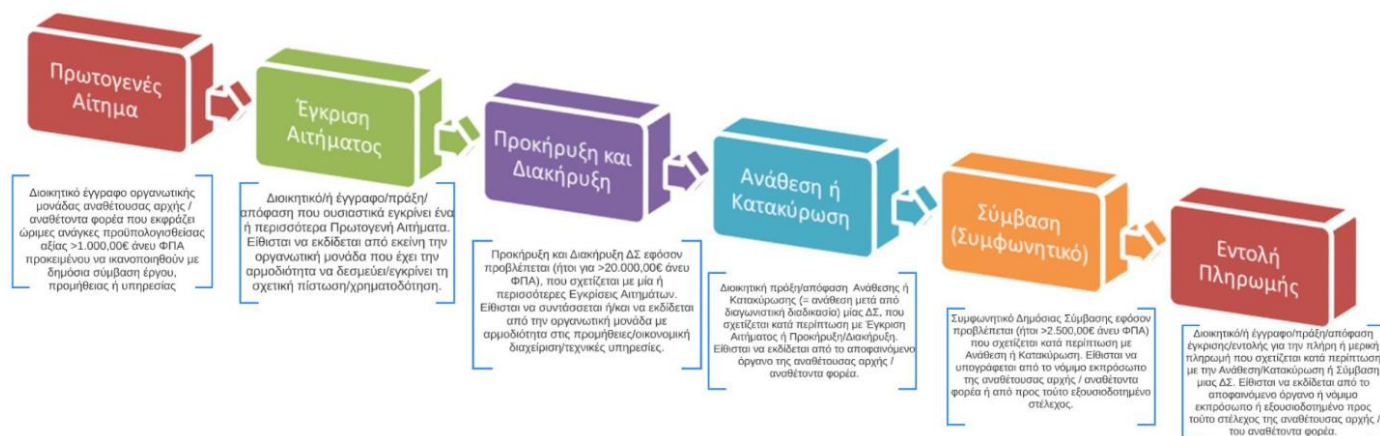 Πρωτογενές
Αίτημα
Διοικητικό έγγραφο οργανωτικής
μονάδας αναθέτουσας αρχής /
αναθέτοντα φορέα που εκφράζει
ώριμες ανάγκες προϋπολογισθείσας
αξίας >1.000,00€ άνευ ΦΠΑ
προκειμένου να ικανοποιηθούν με
δημόσια σύμβαση έργου,
προμήθειας ή υπηρεσίας
Έγκριση
Αιτήματος
Διοικητικό/ή έγγραφο/πράξη/
απόφαση που ουσιαστικά εγκρίνει ένα
ή περισσότερα Πρωτογενή Αιτήματα.
Είθισται να εκδίδεται από εκείνη την
οργανωτική μονάδα που έχει την
αρμοδιότητα να δεσμεύει/εγκρίνει τη
σχετική πίστωση/χρηματοδότηση.
Προκήρυξη και
Διακήρυξη
Προκήρυξη και Διακήρυξη ΔΣ εφόσον
προβλέπεται (ήτοι για >20.000,00€ άνευ
ΦΠΑ), που σχετίζεται με μία ή
περισσότερες Εγκρίσεις Αιτημάτων.
Είθισται να συντάσσεται ή/και να εκδίδεται
από την οργανωτική μονάδα με
αρμοδιότητα στις προμήθειες/οικονομική
διαχείριση/τεχνικές υπηρεσίες.
Ανάθεση ή
Κατακύρωση
Διοικητική πράξη/απόφαση Ανάθεσης ή
Κατακύρωσης (= ανάθεση μετά από
διαγωνιστική διαδικασία) μίας ΔΣ, που
σχετίζεται κατά περίπτωση με Έγκριση
Αιτήματος ή Προκήρυξη/Διακήρυξη.
Είθισται να εκδίδεται από το αποφαινόμενο
όργανο της αναθέτουσας αρχής /
αναθέτοντα φορέα.
Σύμβαση
(Συμφωνητικό)
Συμφωνητικό Δημόσιας Σύμβασης εφόσον
προβλέπεται (ήτοι >2.500,00€ άνευ ΦΠΑ)
που σχετίζεται κατά περίπτωση με
Ανάθεση ή Κατακύρωση. Είθισται να
υπογράφεται από το νόμιμο εκπρόσωπο
της αναθέτουσας αρχής / αναθέτοντα
φορέα ή από προς τούτο εξουσιοδοτημένο
στέλεχος.
Εντολή
Πληρωμής
Διοικητικό/ή έγγραφο/πράξη/απόφαση
έγκρισης/εντολής για την πλήρη ή μερική
πληρωμή που σχετίζεται κατά περίπτωση
με την Ανάθεση/Κατακύρωση ή Σύμβαση
μιας ΔΣ. Είθισται να εκδίδεται από το
αποφαινόμενο όργανο ή νόμιμο
εκπρόσωπο ή εξουσιοδοτημένο προς
τούτο στέλεχος της αναθέτουσας αρχής /
του αναθέτοντα φορέα.